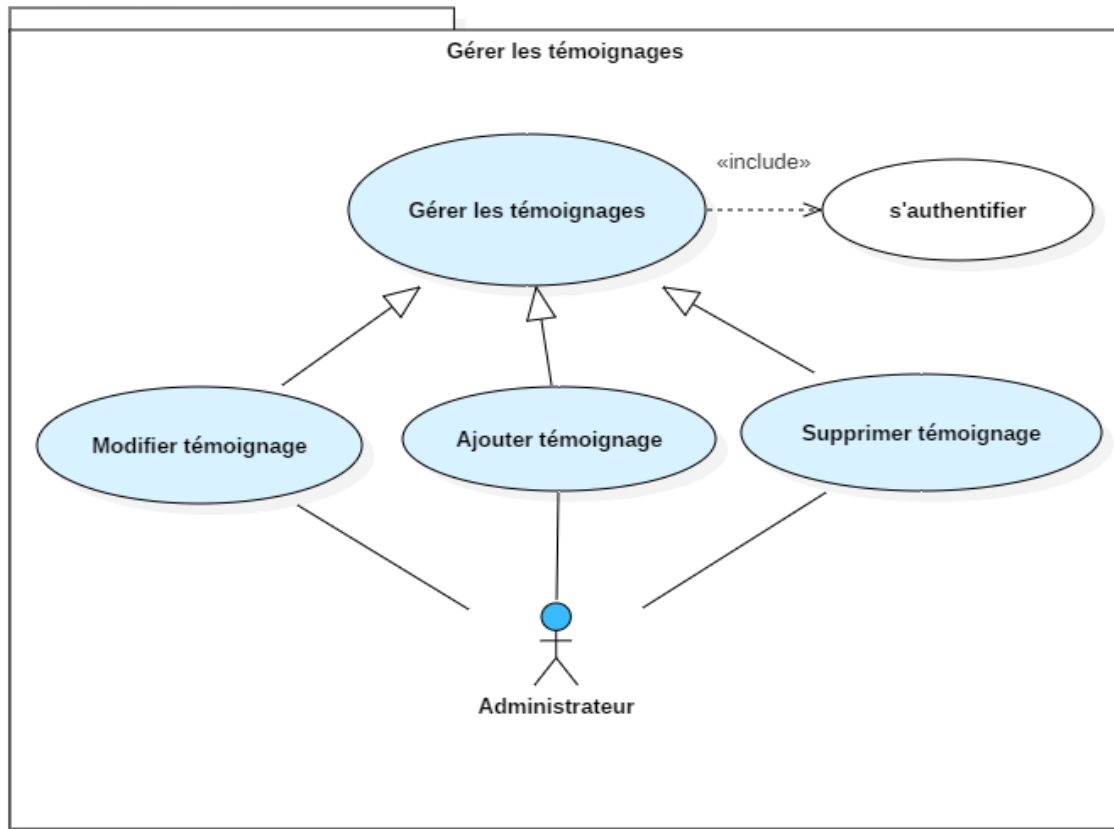 Gérer les témoignages
«include»
Gérer les témoignages
s'authentifier
Modifier témoignage
Ajouter témoignage
Supprimer témoignage
Administrateur